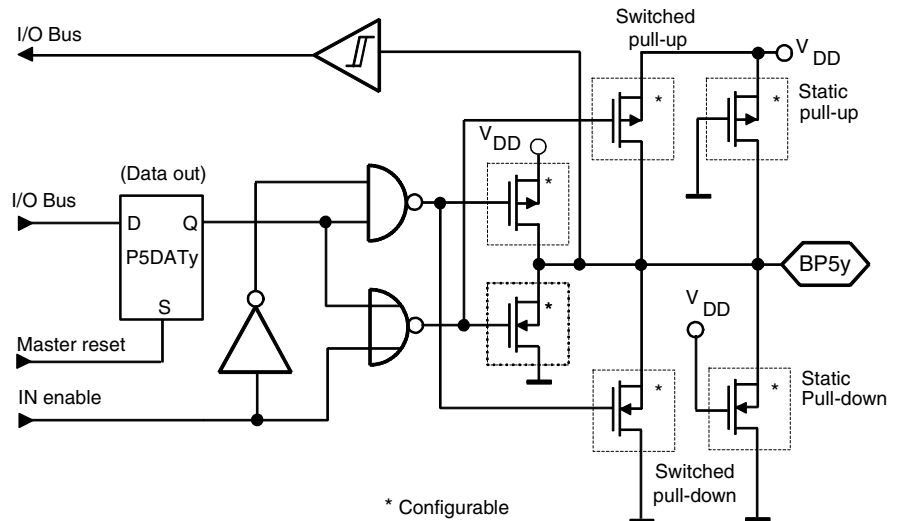 I/O Bus
Switched
pull-up
V DD
*
*
Static
pull-up
V DD
*
(Data out)
I/O Bus
D
Q
P5DATy
S
BP5y
Master reset
*
V DD
IN enable
*
*
Static
Pull-down
Switched
pull-down
* Configurable